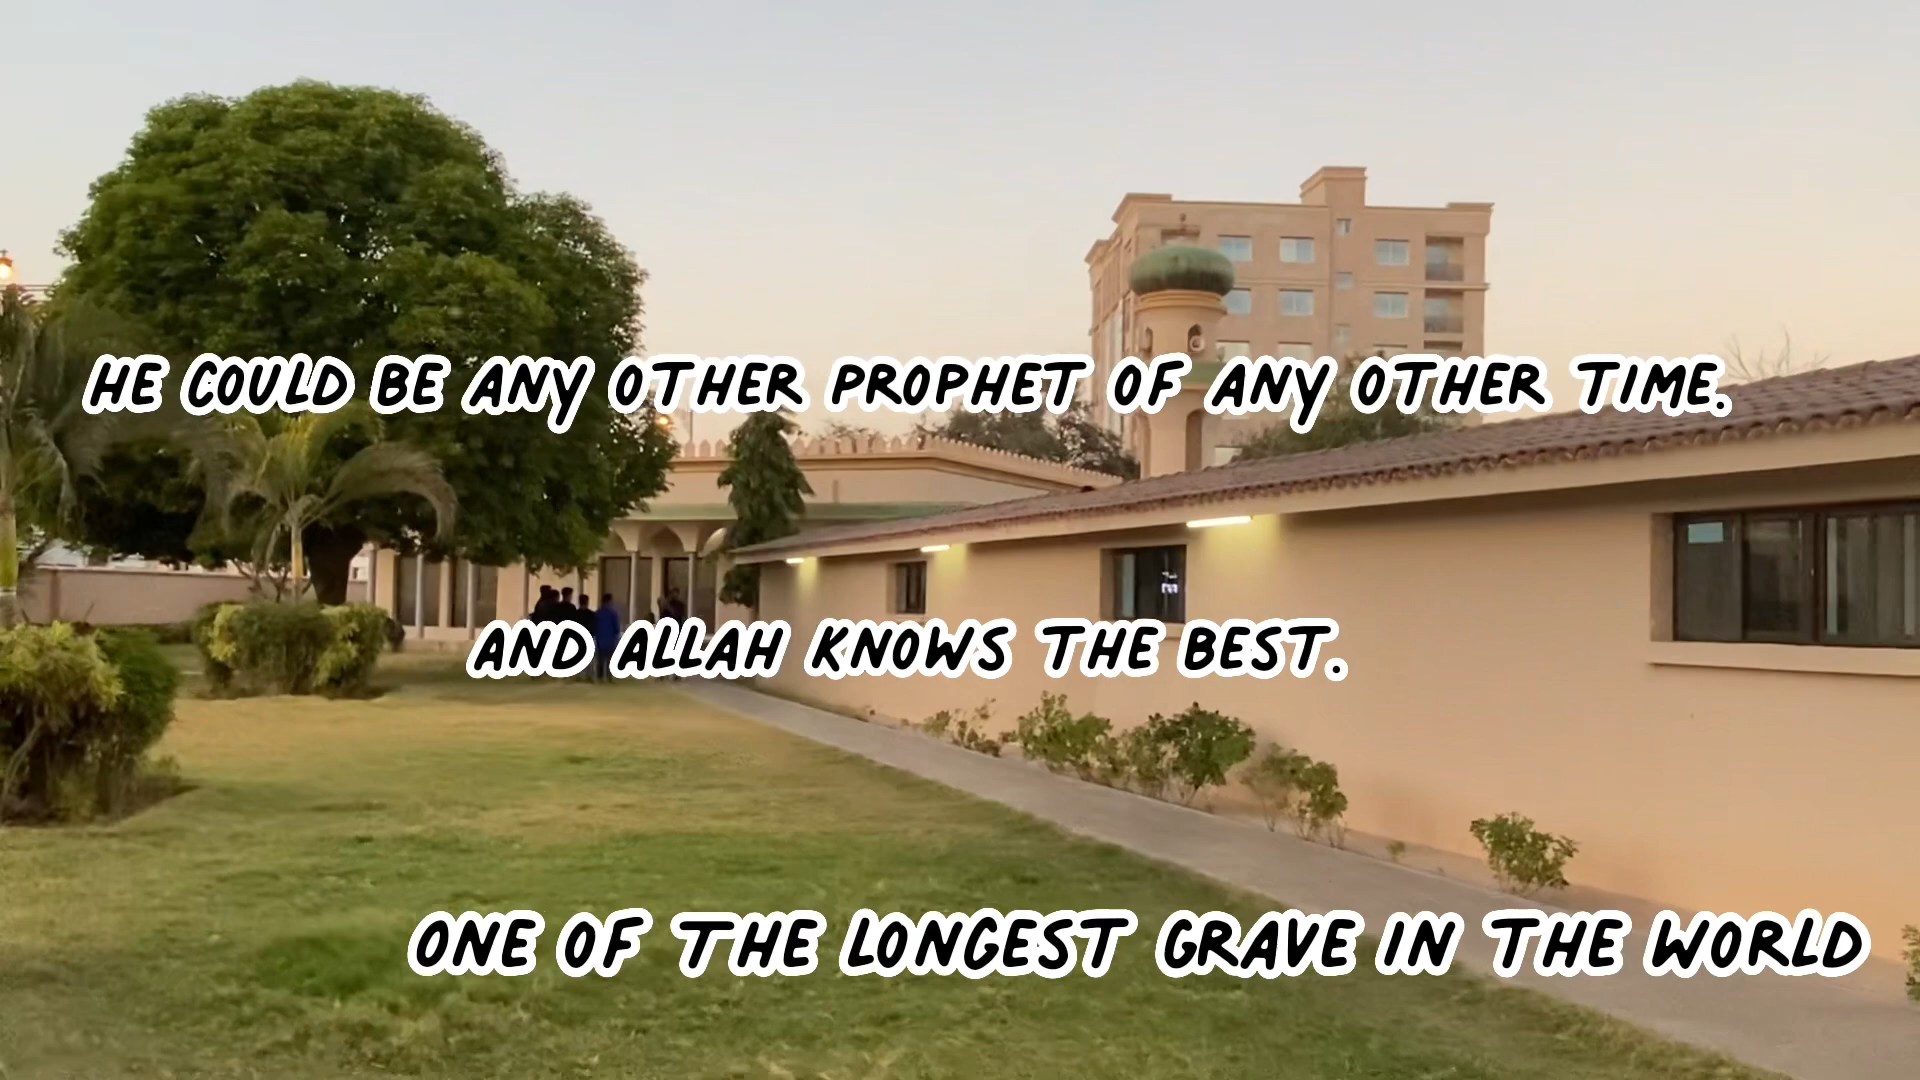 HE COULD BE ANY OTHER PROPHET OF ANY OTHER TIME.
AND ALLAH KNOWS THE BEST.
ONE OF THE LONGEST GRAVE IN THE WORLD